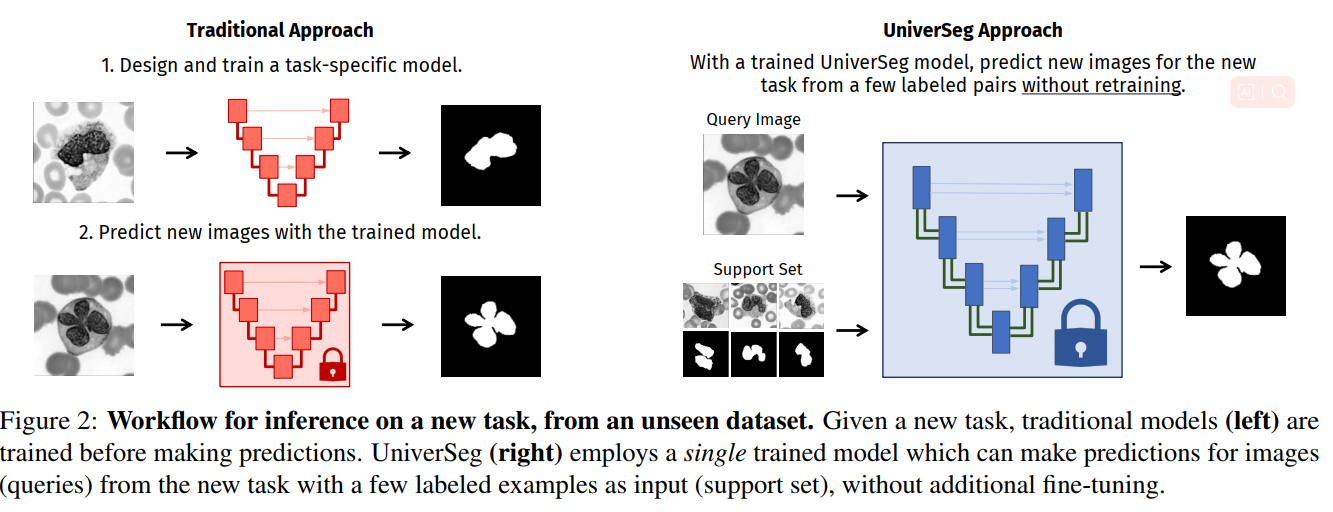 Traditional Approach
1. Design and train a task-specific model.
2. Predict new images with the trained model.
UniverSeg Approach
With a trained UniverSeg model, predict new images for the new
task from a few labeled pairs without retraining.
Query Image
Support Set
Figure 2: Workflow for inference on a new task, from an unseen dataset. Given a new task, traditional models (left) are
trained before making predictions. UniverSeg (right) employs a single trained model which can make predictions for images
(queries) from the new task with a few labeled examples as input (support set), without additional fine-tuning.